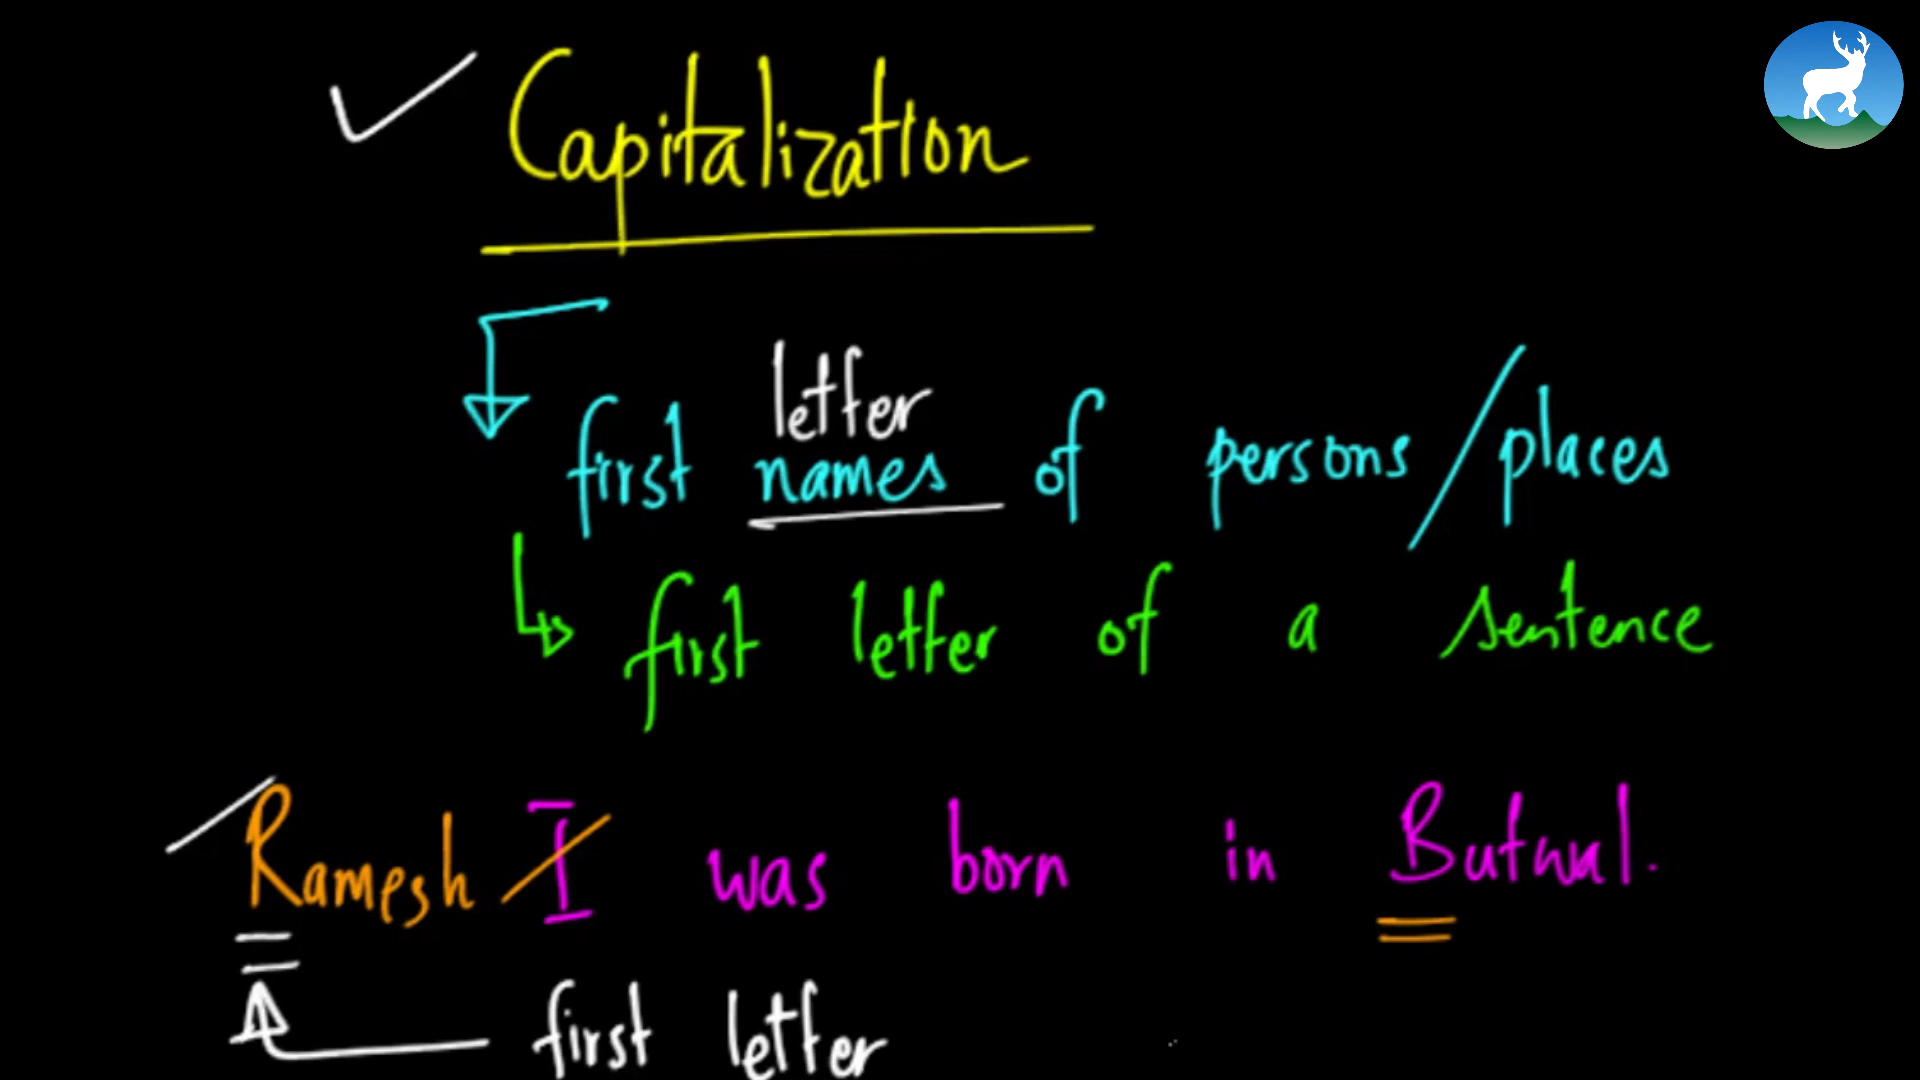 Capitalization
letter
first names of persons/places
first letter of a sentence
Ramesh I was born in Butwal.
first letter